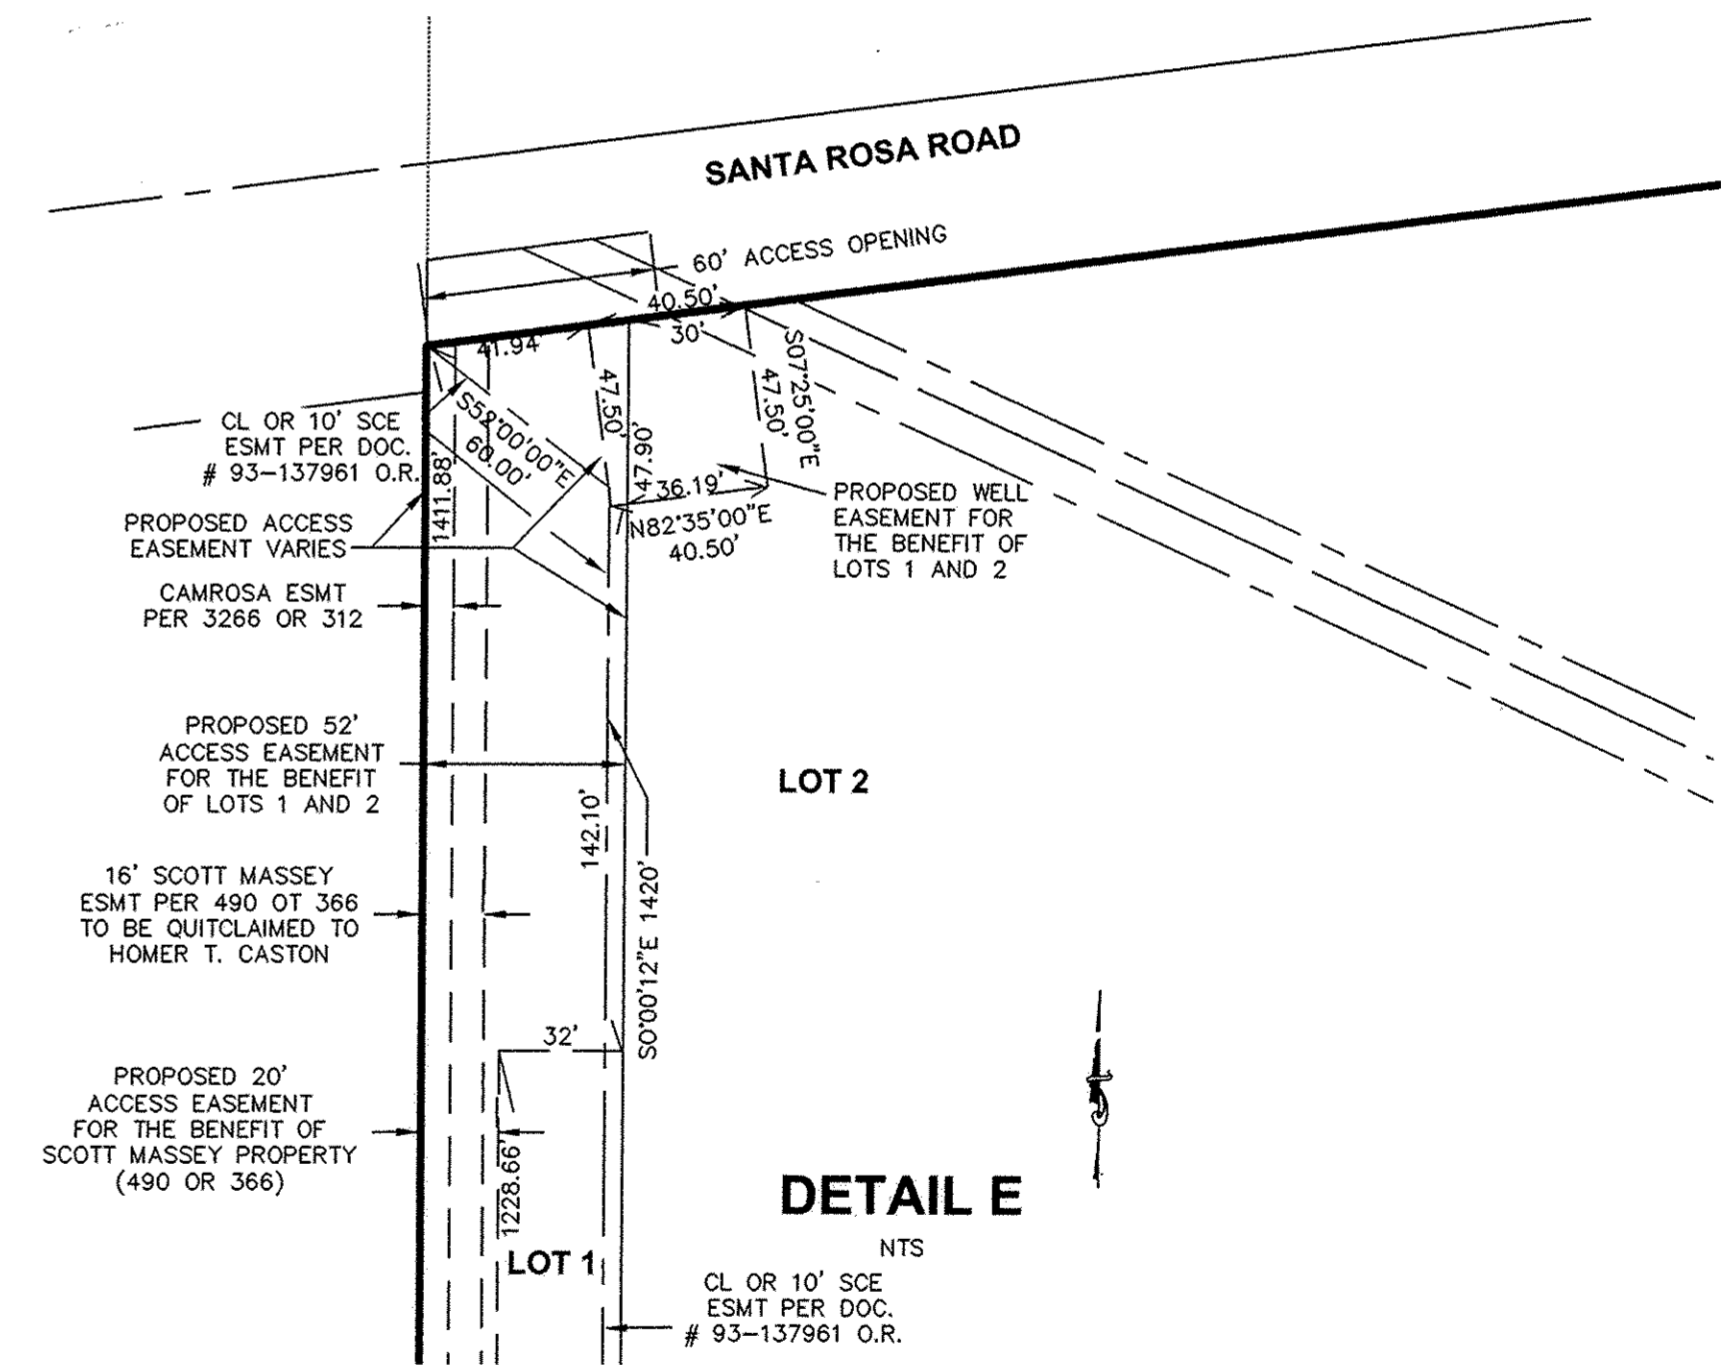 SANTA ROSA ROAD
60' ACCESS OPENING
40.50'
30'
41.94
47.50'
47.90'
47.50'
S07°25'00"E
S52°00'00"E
60.00'
36.19'
N82°35'00"E
40.50'
CL OR 10' SCE
ESMT PER DOC.
# 93-137961 O.R.
1411.88'
PROPOSED ACCESS
EASEMENT VARIES
PROPOSED WELL
EASEMENT FOR
THE BENEFIT OF
LOTS 1 AND 2
CAMROSA ESMT
PER 3266 OR 312
PROPOSED 52'
ACCESS EASEMENT
FOR THE BENEFIT
OF LOTS 1 AND 2
LOT 2
142.10'
S0°00'12"E 1420'
16' SCOTT MASSEY
ESMT PER 490 OT 366
TO BE QUITCLAIMED TO
HOMER T. CASTON
32'
PROPOSED 20'
ACCESS EASEMENT
FOR THE BENEFIT OF
SCOTT MASSEY PROPERTY
(490 OR 366)
1228.66'
LOT 1
DETAIL E
NTS
CL OR 10' SCE
ESMT PER DOC.
# 93-137961 O.R.